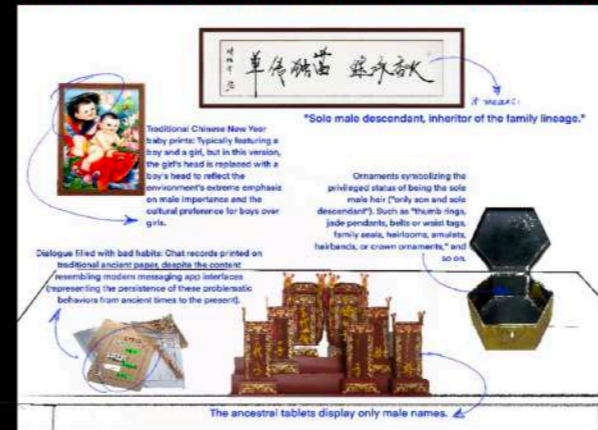 it means:
"Sole male descendant, inheritor of the family lineage."
Traditional Chinese New Year
baby prints: Typically featuring a
boy and a girl, but in this version,
the girl's head is replaced with a
boy's head to reflect the
environment's extreme emphasis
on male importance and the
cultural preference for boys over
girls.
Ornaments symbolizing the
privileged status of being the sole
male heir ("only son and sole
descendant"). Such as "thumb rings,
jade pendants, belts or waist tags,
family seals, heirlooms, amulets,
hairbands, or crown ornaments," and
so on.
Dialogue filled with bad habits: Chat records printed on
traditional ancient paper, despite the content
resembling modern messaging app interfaces
(representing the persistence of these problematic
behaviors from ancient times to the present).
The ancestral tablets display only male names.